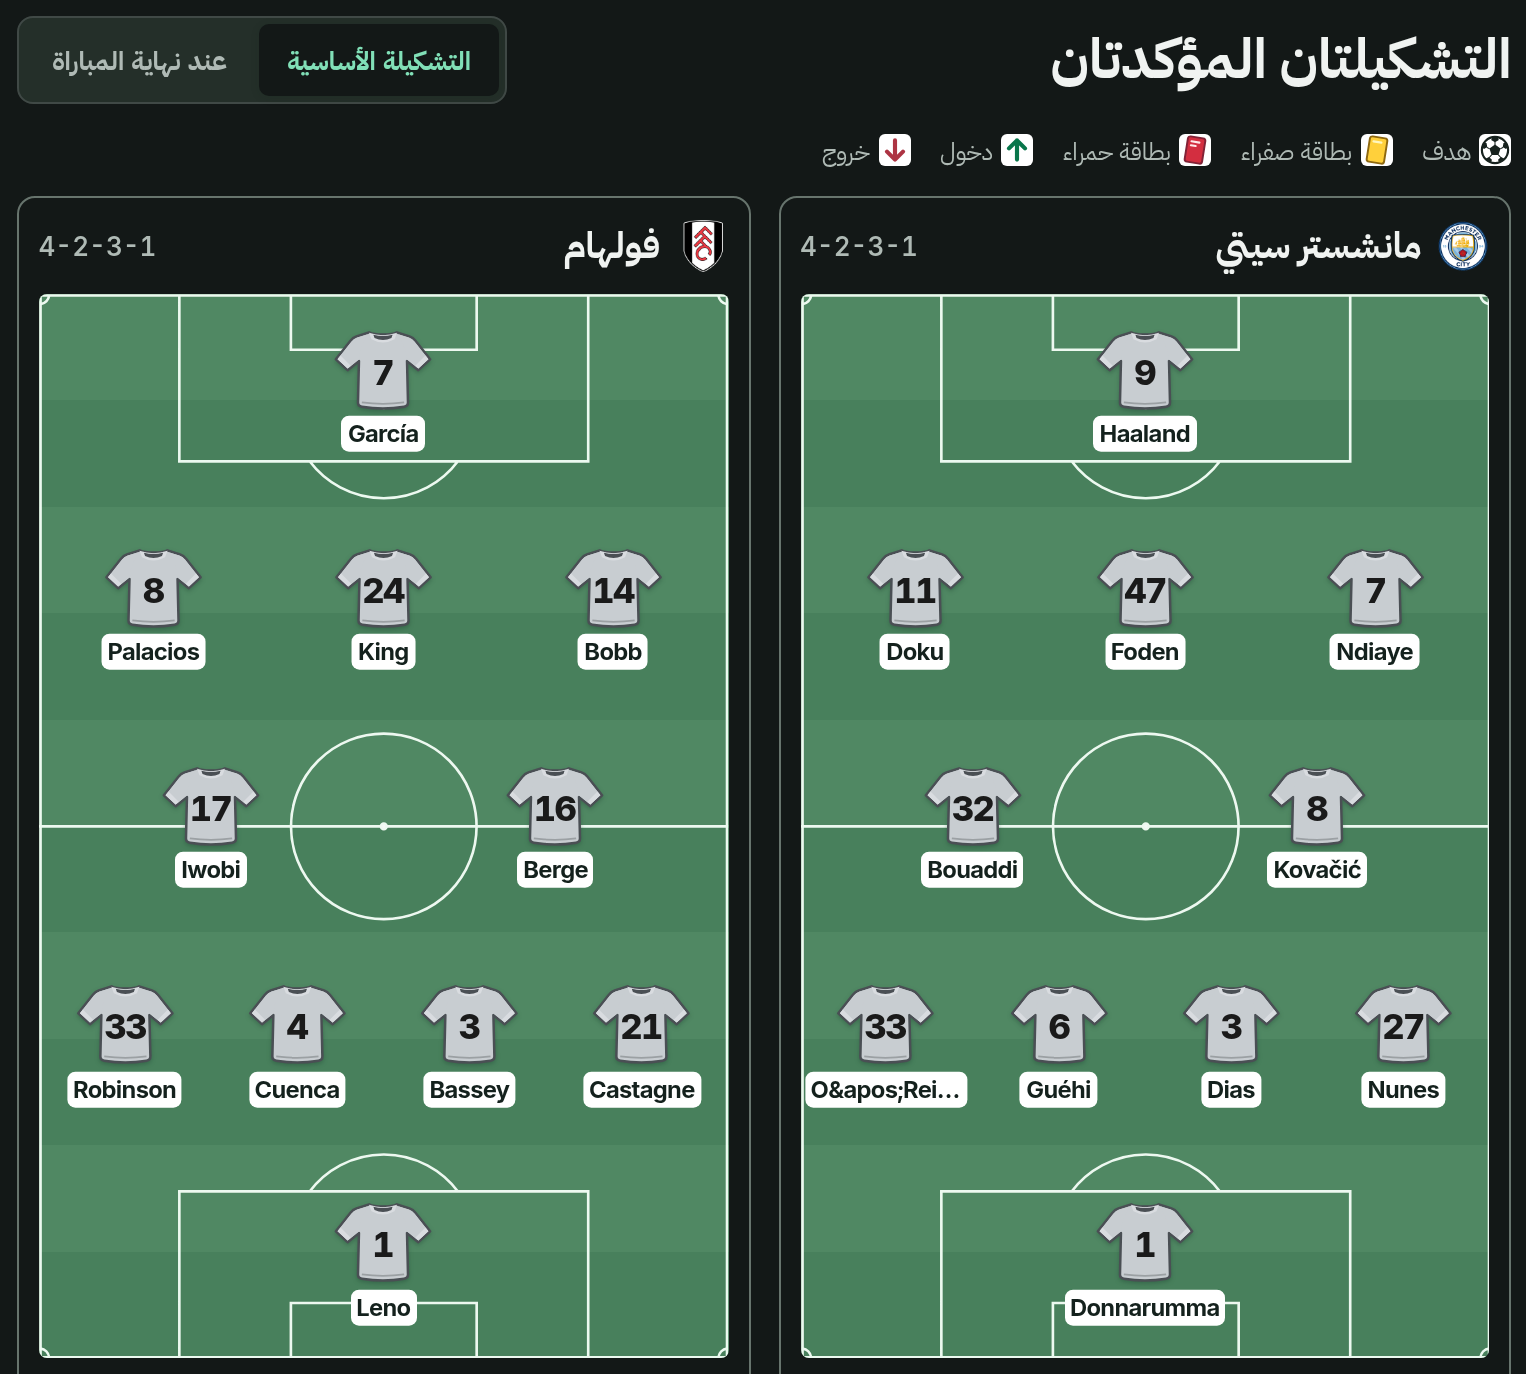 التشكيلتان المؤكدتان
التشكيلة الأساسية
عند نهاية المباراة
هدف
بطاقة صفراء
بطاقة حمراء
دخول
خروج
مانشستر سيتي
4-2-3-1
9
Haaland
11
47
7
Doku
Foden
Ndiaye
32
8
Bouaddi
Kovačić
33
6
3
27
O&apos;Rei…
Guéhi
Dias
Nunes
1
Donnarumma
فولهام
4-2-3-1
7
García
8
24
14
Palacios
King
Bobb
17
16
Iwobi
Berge
33
4
3
21
Robinson
Cuenca
Bassey
Castagne
1
Leno